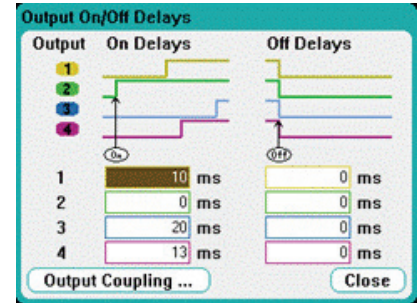 Output On/Off Delays
Output On Delays Off Delays
1
2
3
4
On Off
1 10 ms 0 ms
2 0 ms 0 ms
3 20 ms 0 ms
4 13 ms 0 ms
Output Coupling ... Close